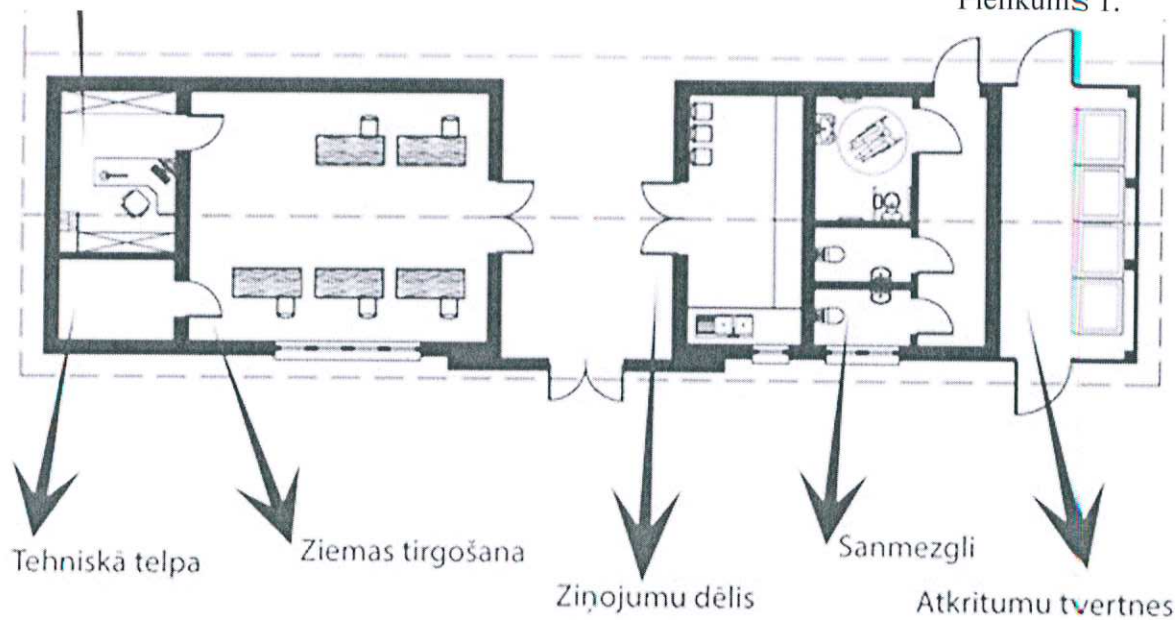 Pielikums 1.
Tehniskā telpa
Ziemas tirgošana
Ziņojumu dēlis
Sanmezgli
Atkritumu tvertnes